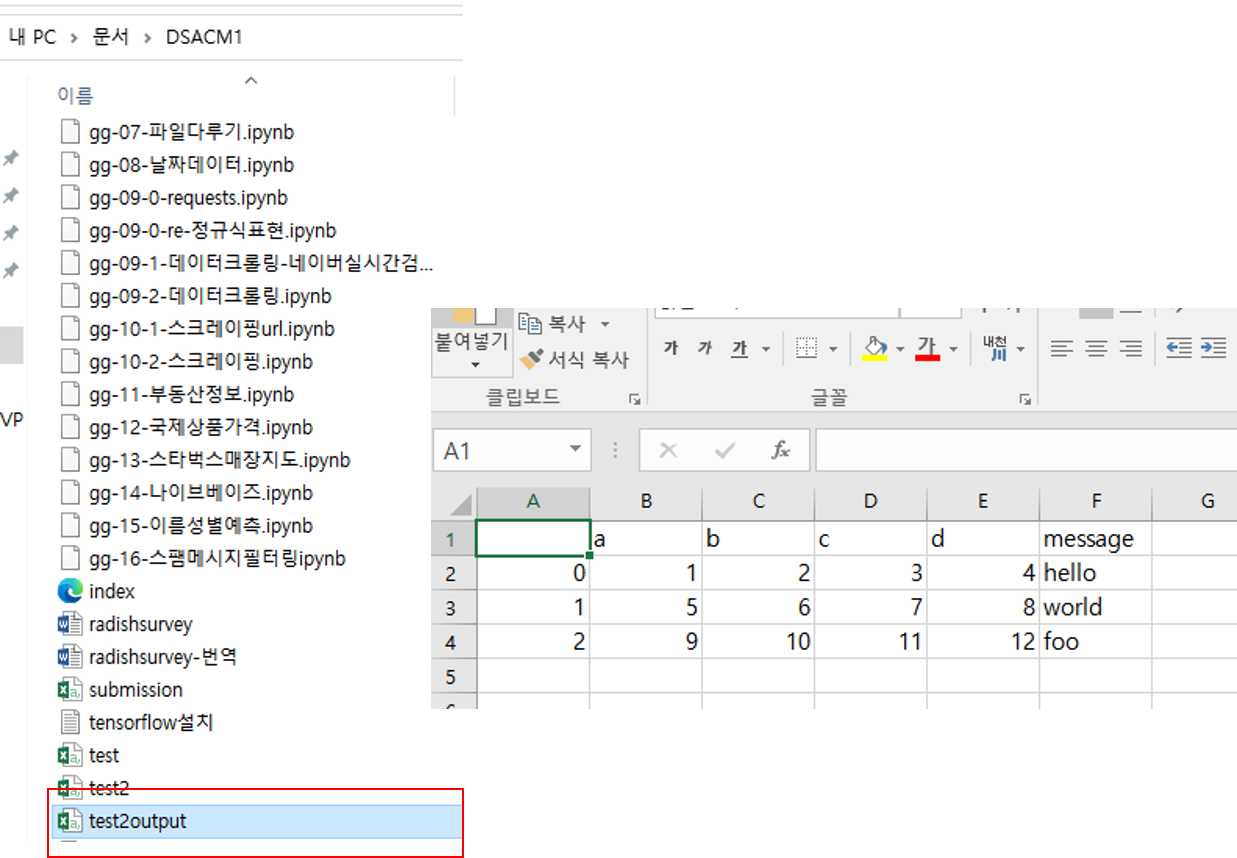 내 PC > 문서 > DSACM1
이름
gg-07-파일다루기.ipynb
gg-08-날짜데이터.ipynb
gg-09-0-requests.ipynb
gg-09-0-re-정규식표현.ipynb
gg-09-1-데이터크롤링-네이버실시간검...
gg-09-2-데이터크롤링.ipynb
gg-10-1-스크레이핑url.ipynb
gg-10-2-스크레이핑.ipynb
gg-11-부동산정보.ipynb
gg-12-국제상품가격.ipynb
gg-13-스타벅스매장지도.ipynb
gg-14-나이브베이즈.ipynb
gg-15-이름성별예측.ipynb
gg-16-스팸메시지필터링ipynb
index
radishsurvey
radishsurvey-번역
submission
tensorflow설치
test
test2
test2output
VP
붙여넣기
복사
서식 복사
가 가 가 가 내천 川
클립보드 글꼴
A1 fx
A B C D E F G
1 a b c d message
2 0 1 2 3 4 hello
3 1 5 6 7 8 world
4 2 9 10 11 12 foo
5